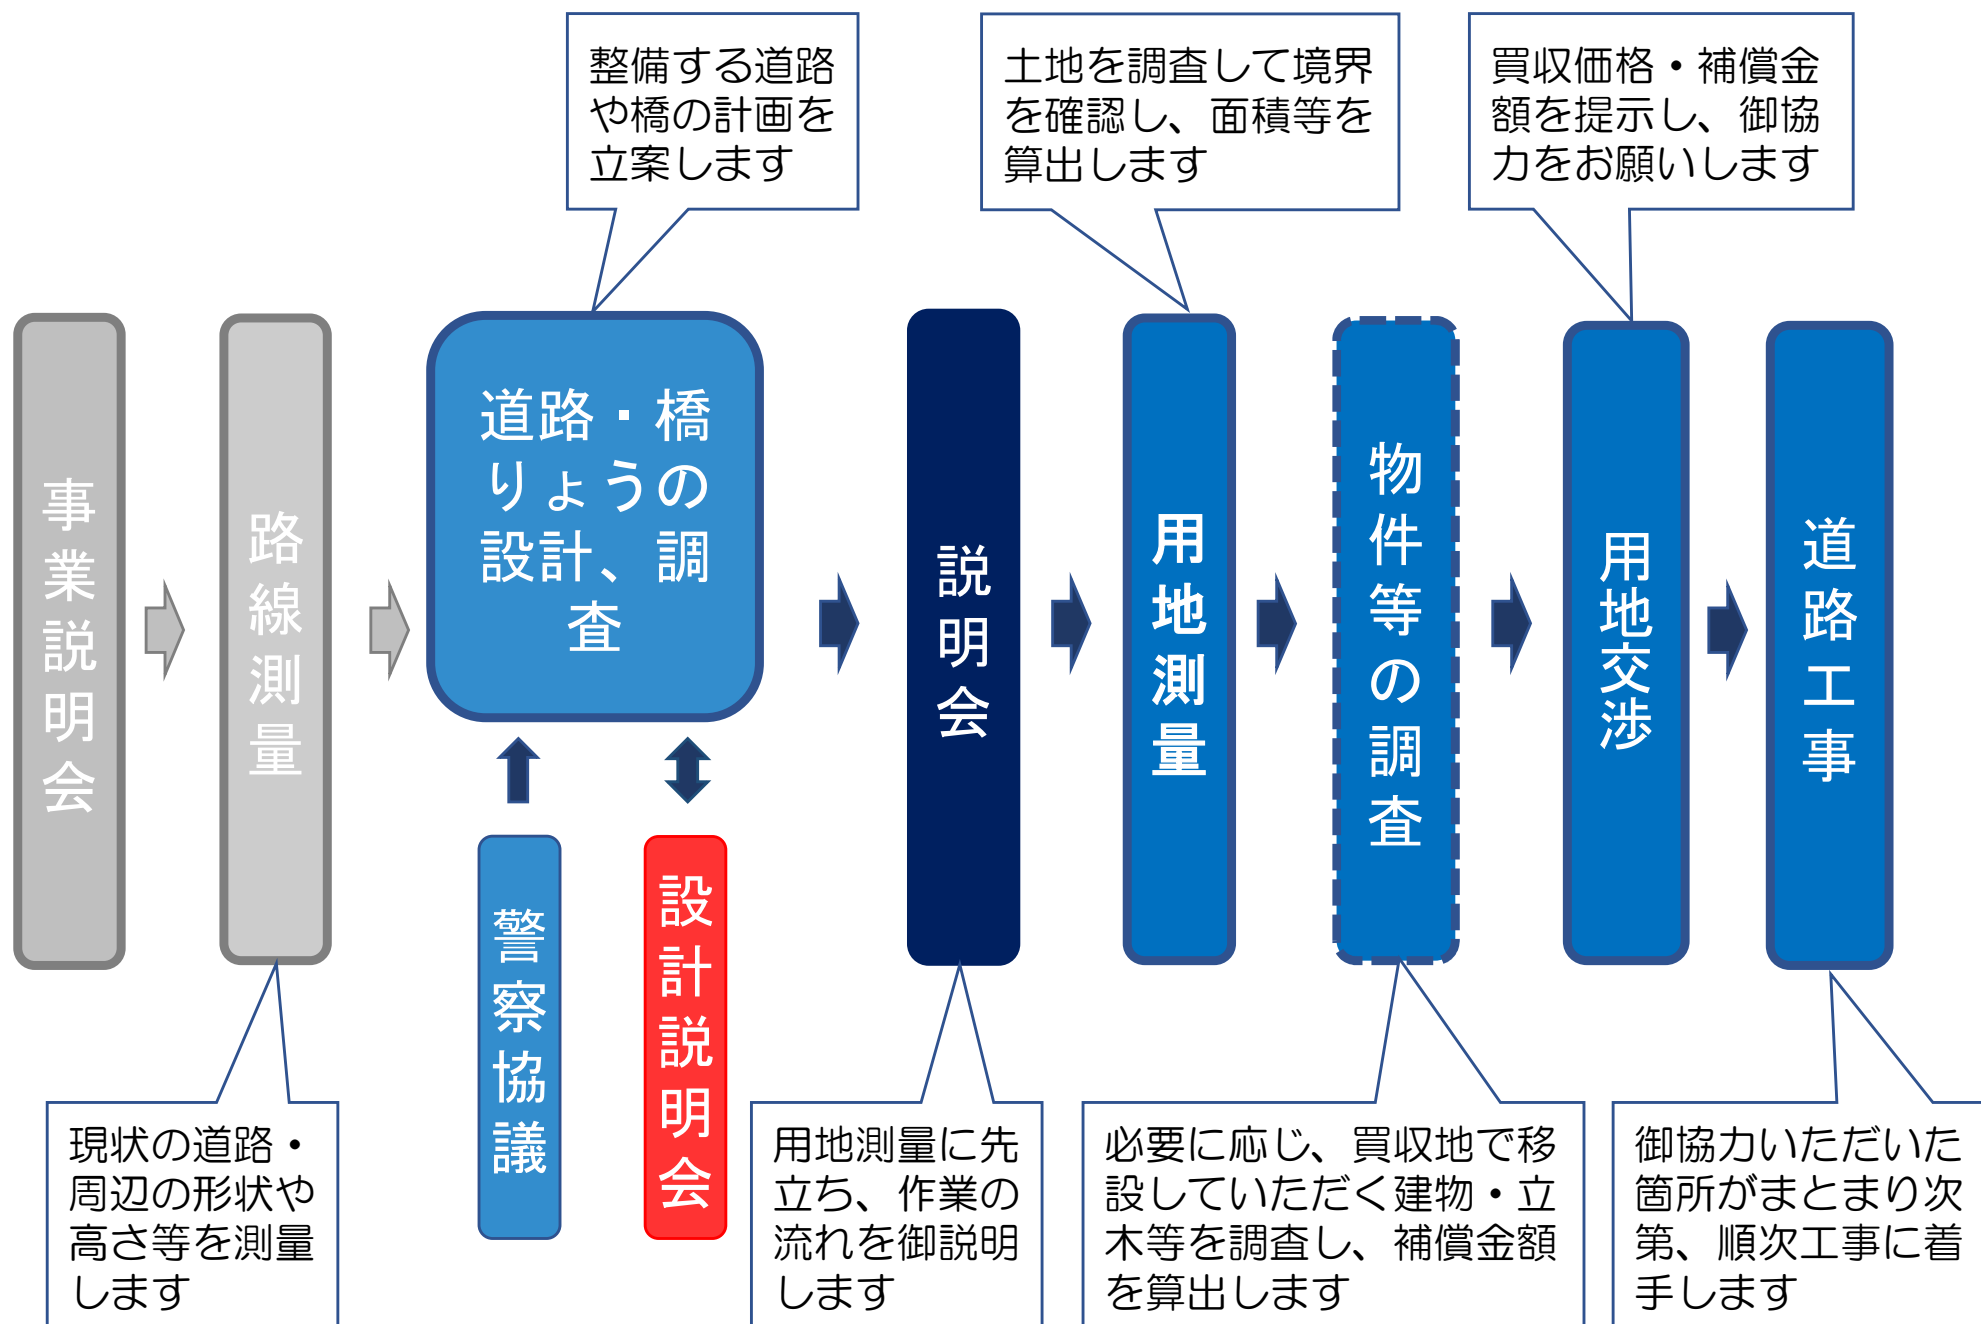 整備する道路
や橋の計画を
立案します
土地を調査して境界
を確認し、面積等を
算出します
買収価格・補償金
額を提示し、御協
力をお願いします
事業説明会
路線測量
道路・橋
りょうの
設計、調
査
説明会
用地測量
物件等の調査
用地交渉
道路工事
警察協議
設計説明会
現状の道路・
周辺の形状や
高さ等を測量
します
用地測量に先
立ち、作業の
流れを御説明
します
必要に応じ、買収地で移
設していただく建物・立
木等を調査し、補償金額
を算出します
御協力いただいた
箇所がまとまり次
第、順次工事に着
手します